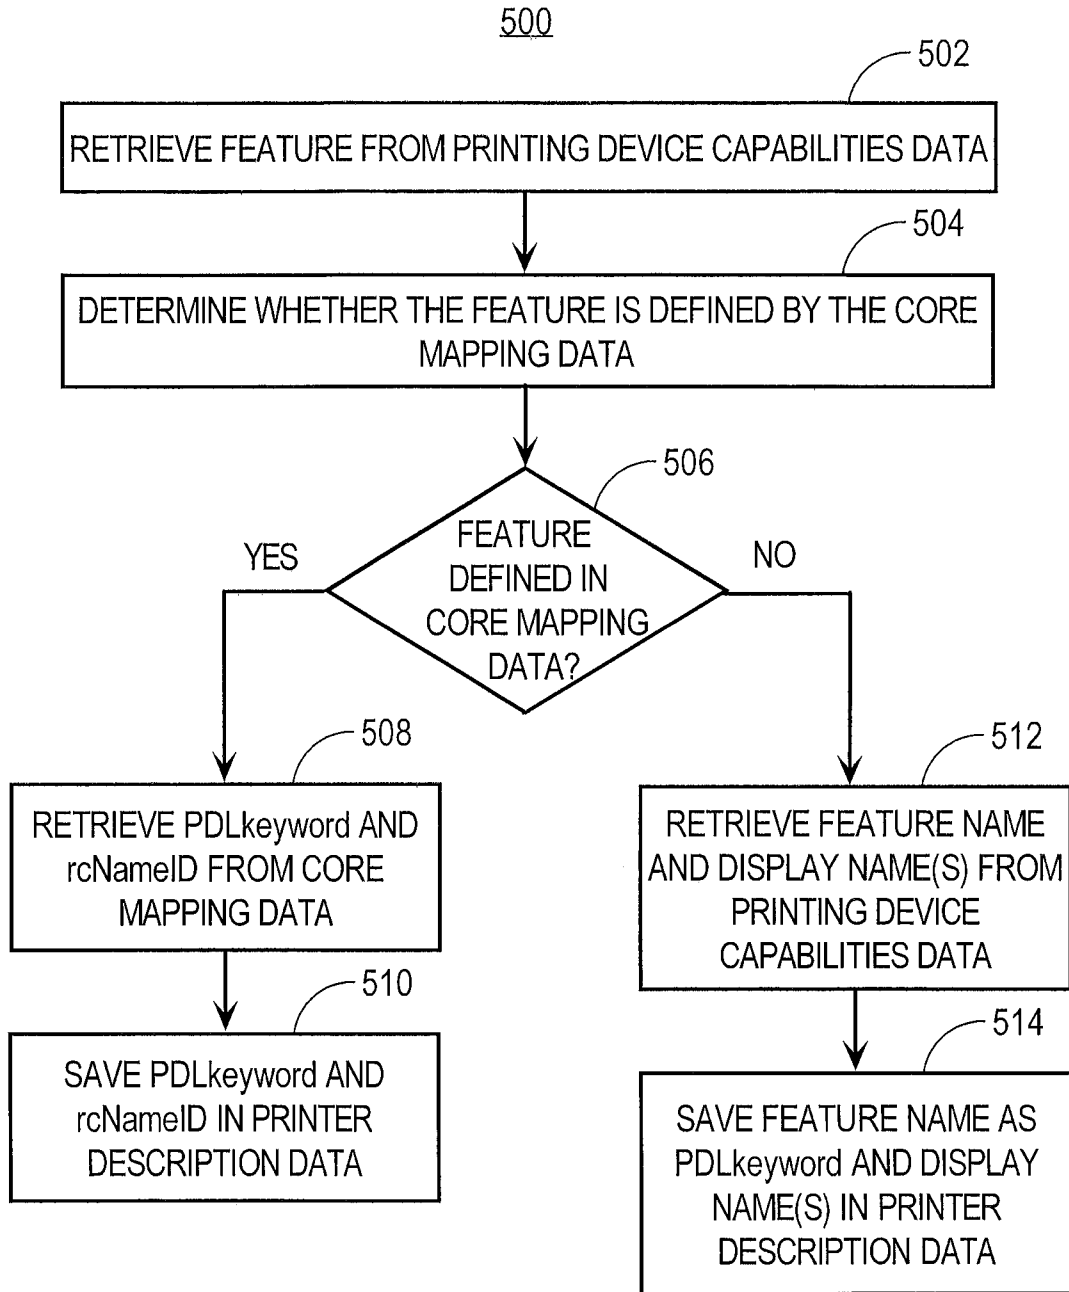 500
502
RETRIEVE FEATURE FROM PRINTING DEVICE CAPABILITIES DATA
504
DETERMINE WHETHER THE FEATURE IS DEFINED BY THE CORE
MAPPING DATA
506
FEATURE
DEFINED IN
CORE MAPPING
DATA?
YES
NO
508
RETRIEVE PDLkeyword AND
rcNameID FROM CORE
MAPPING DATA
510
SAVE PDLkeyword AND
rcNameID IN PRINTER
DESCRIPTION DATA
512
RETRIEVE FEATURE NAME
AND DISPLAY NAME(S) FROM
PRINTING DEVICE
CAPABILITIES DATA
514
SAVE FEATURE NAME AS
PDLkeyword AND DISPLAY
NAME(S) IN PRINTER
DESCRIPTION DATA